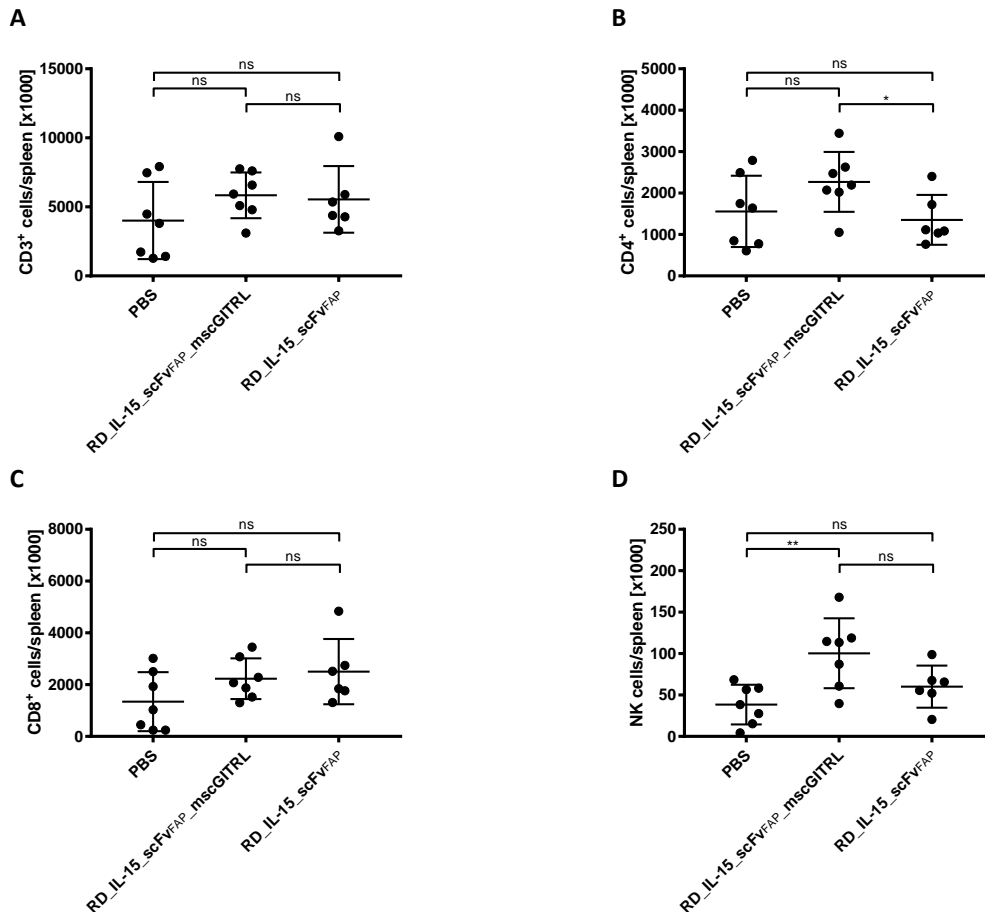 A
CD3⁺ cells/spleen [x1000]
15000
10000
5000
0
ns
ns
ns
PBS
RD_IL-15_scFvᶠᴬᴾ_mscGITRL
RD_IL-15_scFvᶠᴬᴾ
B
CD4⁺ cells/spleen [x1000]
5000
4000
3000
2000
1000
0
ns
ns
*
PBS
RD_IL-15_scFvᶠᴬᴾ_mscGITRL
RD_IL-15_scFvᶠᴬᴾ
C
CD8⁺ cells/spleen [x1000]
8000
6000
4000
2000
0
ns
ns
ns
PBS
RD_IL-15_scFvᶠᴬᴾ_mscGITRL
RD_IL-15_scFvᶠᴬᴾ
D
NK cells/spleen [x1000]
250
200
150
100
50
0
ns
**
ns
PBS
RD_IL-15_scFvᶠᴬᴾ_mscGITRL
RD_IL-15_scFvᶠᴬᴾ